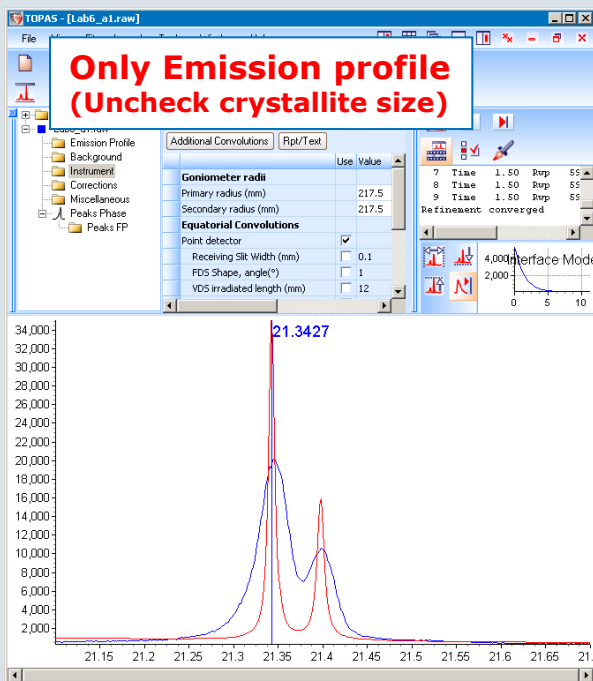 TOPAS - [Lab6_a1.raw]
File
Only Emission profile
(Uncheck crystallite size)
Lab6_a1.raw
Emission Profile
Background
Instrument
Corrections
Miscellaneous
Peaks Phase
Peaks FP
Additional Convolutions Rpt/Text
Use Value
Goniometer radii
Primary radius (mm) 217.5
Secondary radius (mm) 217.5
Equatorial Convolutions
Point detector
Receiving Slit Width (mm) 0.1
FDS Shape, angle(°) 1
VDS irradiated length (mm) 12
7 Time 1.50 Rwp 59
8 Time 1.50 Rwp 59
9 Time 1.50 Rwp 59
Refinement converged
4,000
Interface Mode
2,000
0 5 10
21.3427
34,000
32,000
30,000
28,000
26,000
24,000
22,000
20,000
18,000
16,000
14,000
12,000
10,000
8,000
6,000
4,000
2,000
21.15 21.2 21.25 21.3 21.35 21.4 21.45 21.5 21.55 21.6 21.65 21.